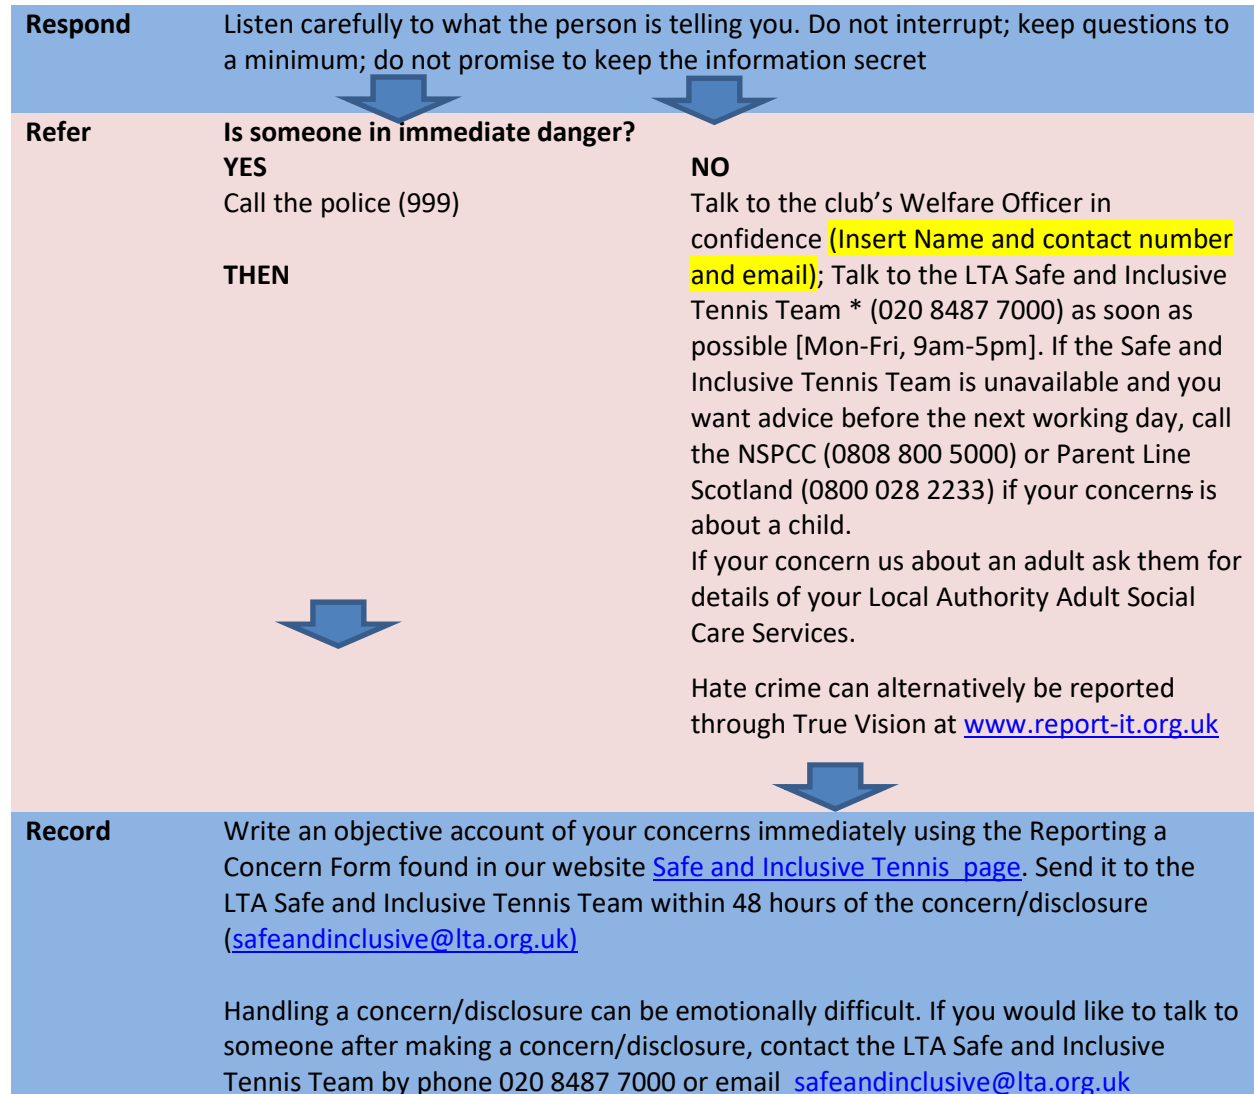 Respond
Listen carefully to what the person is telling you. Do not interrupt; keep questions to
a minimum; do not promise to keep the information secret
Refer
Is someone in immediate danger?
YES
Call the police (999)
THEN
NO
Talk to the club’s Welfare Officer in
confidence (Insert Name and contact number
and email); Talk to the LTA Safe and Inclusive
Tennis Team * (020 8487 7000) as soon as
possible [Mon-Fri, 9am-5pm]. If the Safe and
Inclusive Tennis Team is unavailable and you
want advice before the next working day, call
the NSPCC (0808 800 5000) or Parent Line
Scotland (0800 028 2233) if your concerns is
about a child.
If your concern us about an adult ask them for
details of your Local Authority Adult Social
Care Services.
Hate crime can alternatively be reported
through True Vision at www.report-it.org.uk
Record
Write an objective account of your concerns immediately using the Reporting a
Concern Form found in our website Safe and Inclusive Tennis  page. Send it to the
LTA Safe and Inclusive Tennis Team within 48 hours of the concern/disclosure
(safeandinclusive@lta.org.uk)
Handling a concern/disclosure can be emotionally difficult. If you would like to talk to
someone after making a concern/disclosure, contact the LTA Safe and Inclusive
Tennis Team by phone 020 8487 7000 or email  safeandinclusive@lta.org.uk